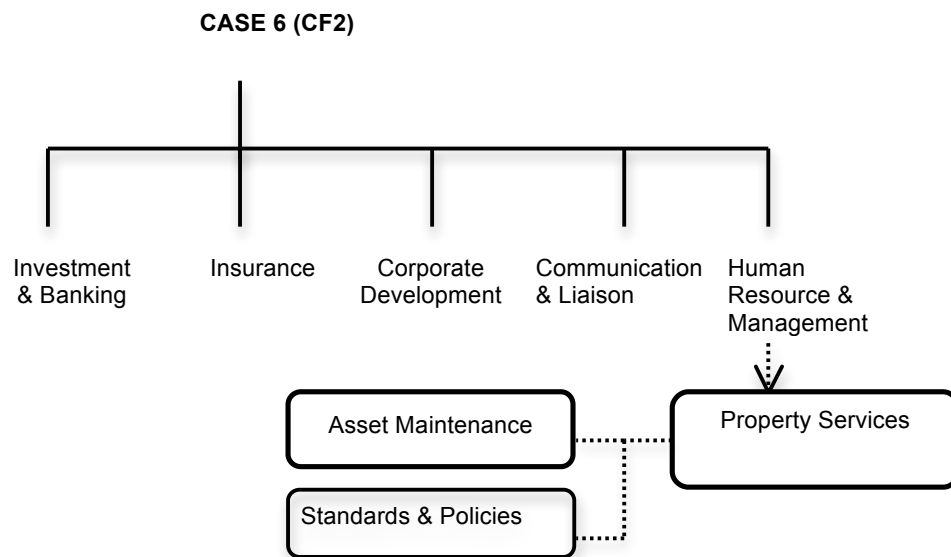 CASE 6 (CF2)
Investment
& Banking
Insurance
Corporate
Development
Communication
& Liaison
Human
Resource &
Management
Asset Maintenance
Property Services
Standards & Policies